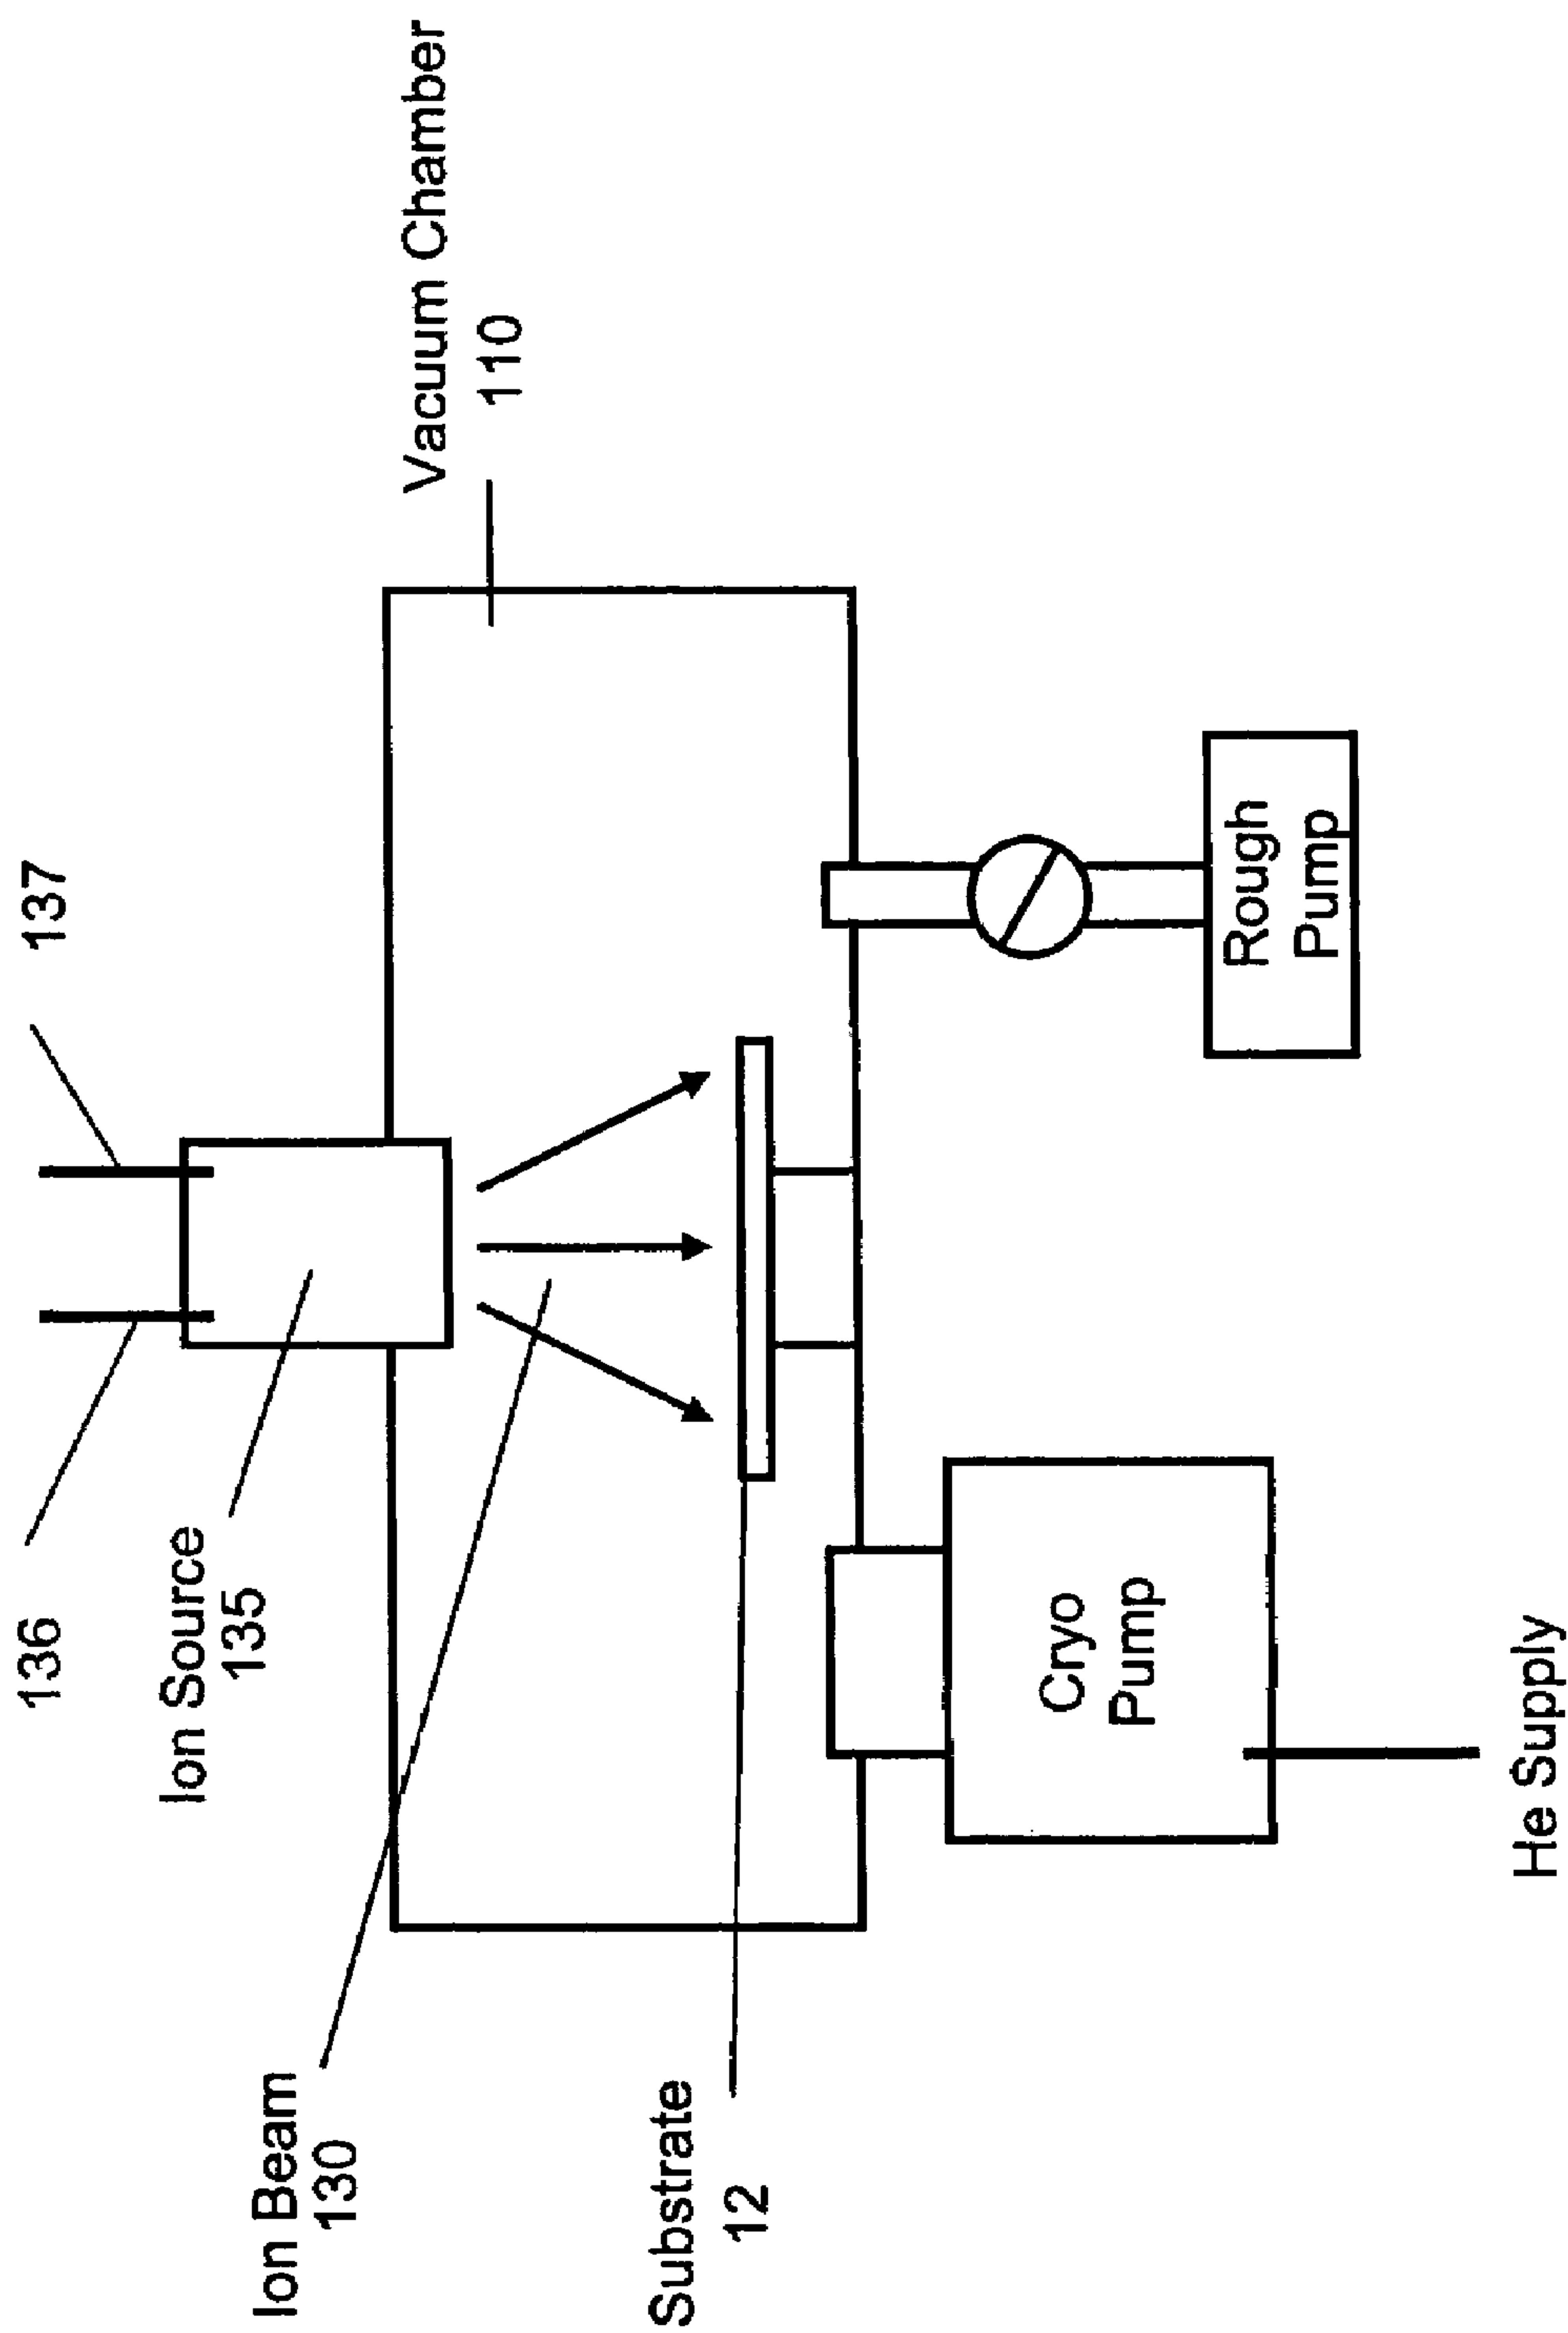 136
137
Ion Source
135
Vacuum Chamber
110
Ion Beam
130
Substrate
12
Cryo
Pump
Rough
Pump
He Supply